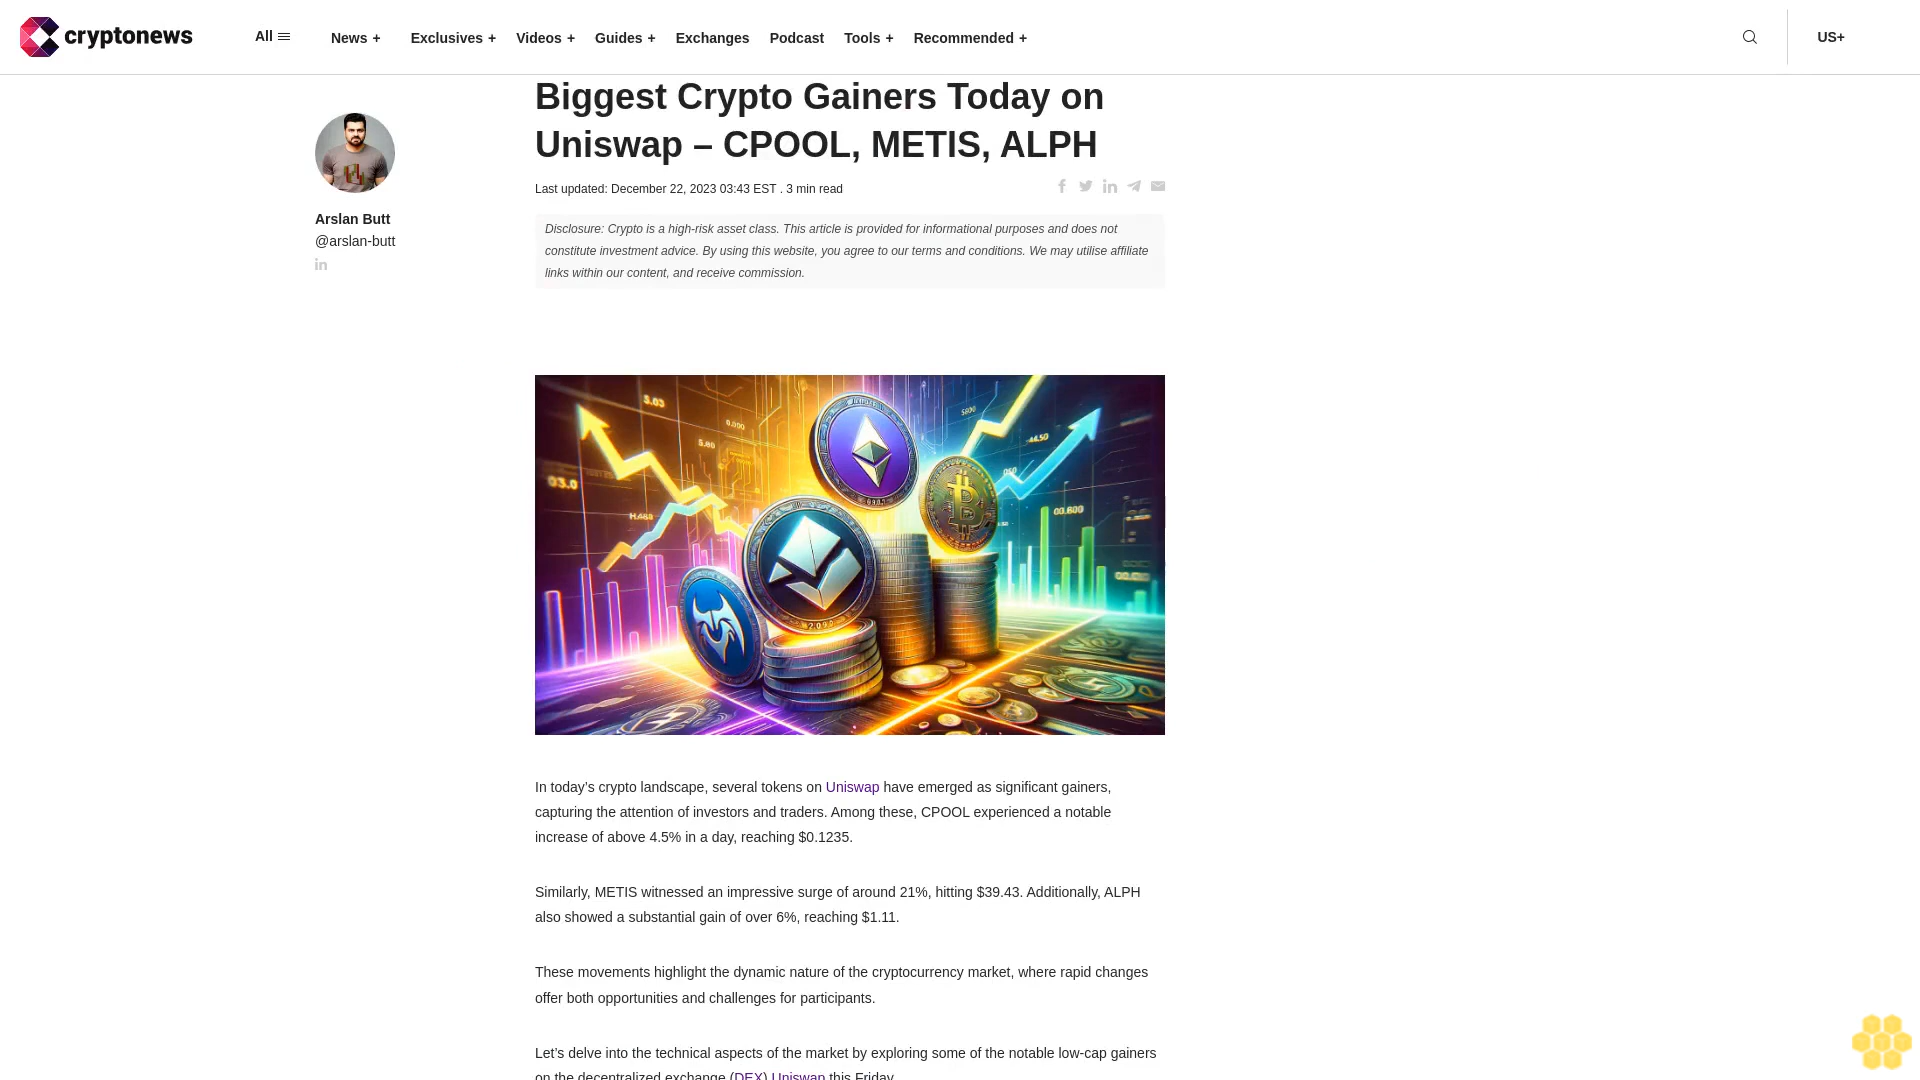 cryptonews
All
News +
Exclusives +
Videos +
Guides +
Exchanges
Podcast
Tools +
Recommended +
US+
Biggest Crypto Gainers Today on
Uniswap – CPOOL, METIS, ALPH
Last updated: December 22, 2023 03:43 EST . 3 min read
Arslan Butt
@arslan-butt
Disclosure: Crypto is a high-risk asset class. This article is provided for informational purposes and does not
constitute investment advice. By using this website, you agree to our terms and conditions. We may utilise affiliate
links within our content, and receive commission.
In today's crypto landscape, several tokens on Uniswap have emerged as significant gainers,
capturing the attention of investors and traders. Among these, CPOOL experienced a notable
increase of above 4.5% in a day, reaching $0.1235.
Similarly, METIS witnessed an impressive surge of around 21%, hitting $39.43. Additionally, ALPH
also showed a substantial gain of over 6%, reaching $1.11.
These movements highlight the dynamic nature of the cryptocurrency market, where rapid changes
offer both opportunities and challenges for participants.
Let’s delve into the technical aspects of the market by exploring some of the notable low-cap gainers
on the decentralized exchange (DEX) Uniswap this Friday